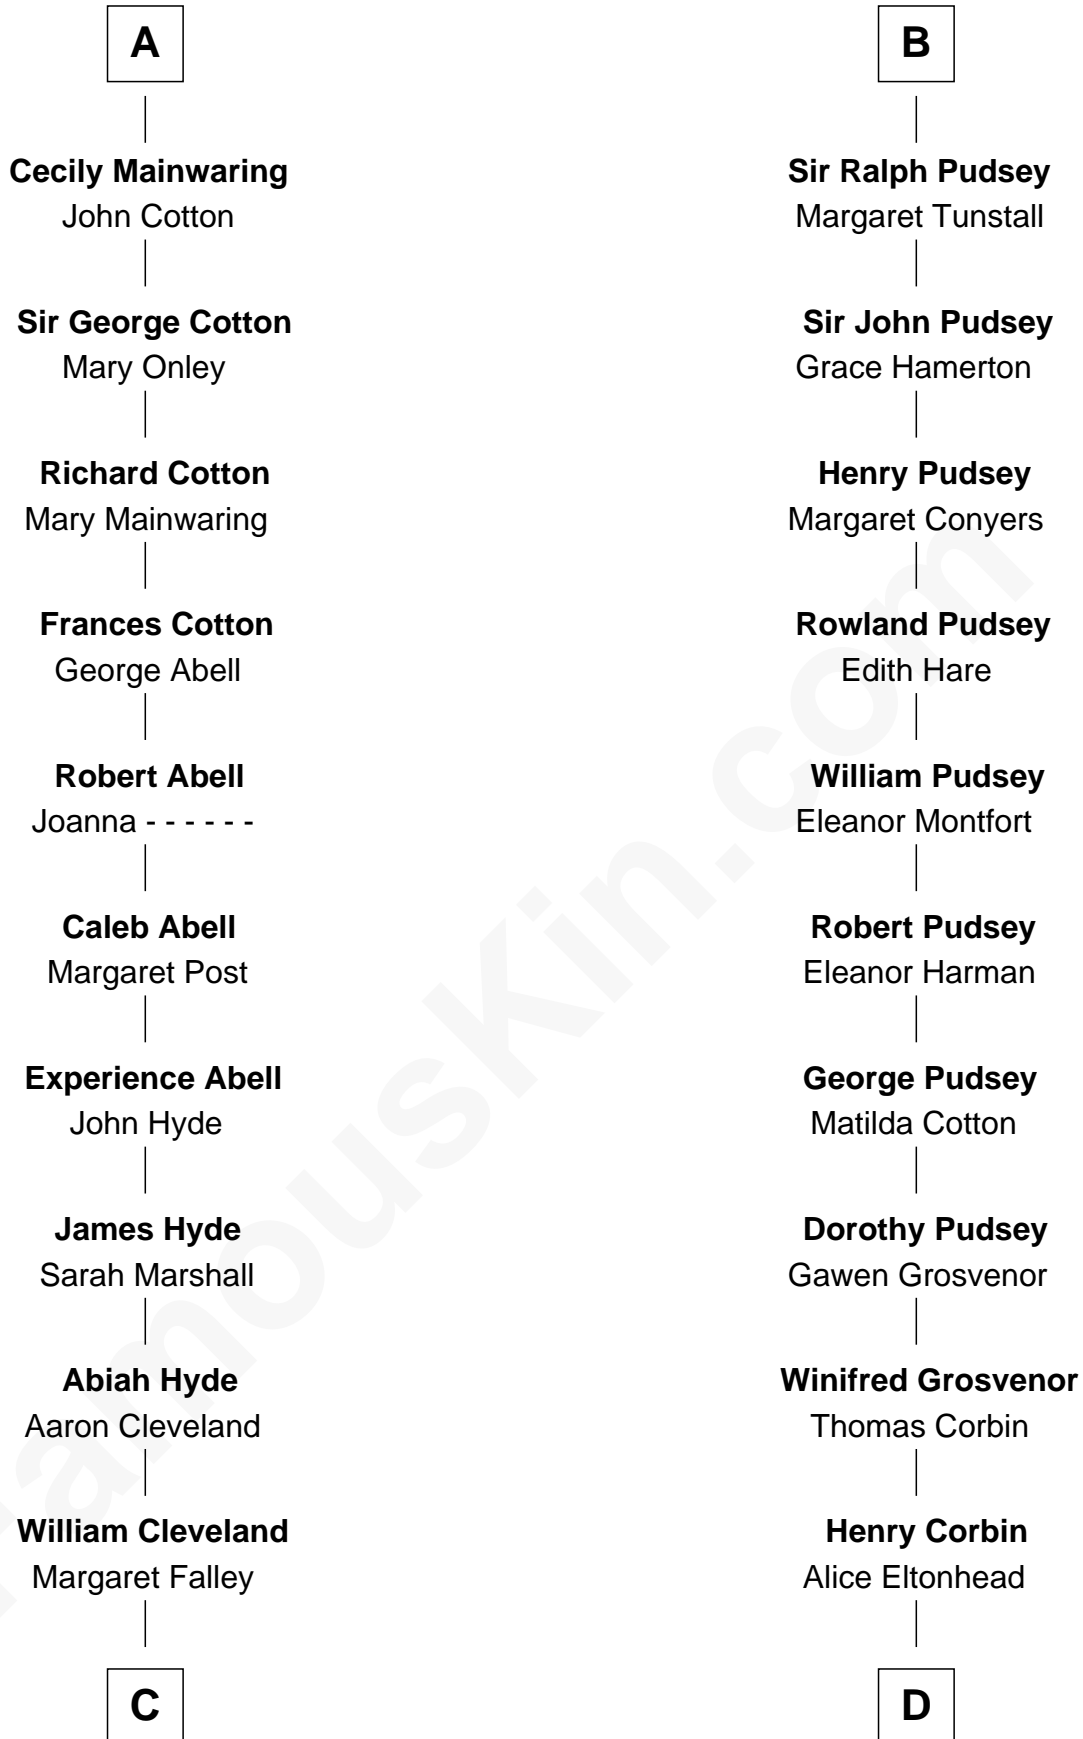 A
Cecily Mainwaring
John Cotton
Sir George Cotton
Mary Onley
Richard Cotton
Mary Mainwaring
Frances Cotton
George Abell
Robert Abell
Joanna - - - - - -
Caleb Abell
Margaret Post
Experience Abell
John Hyde
James Hyde
Sarah Marshall
Abiah Hyde
Aaron Cleveland
William Cleveland
Margaret Falley
C
B
Sir Ralph Pudsey
Margaret Tunstall
Sir John Pudsey
Grace Hamerton
Henry Pudsey
Margaret Conyers
Rowland Pudsey
Edith Hare
William Pudsey
Eleanor Montfort
Robert Pudsey
Eleanor Harman
George Pudsey
Matilda Cotton
Dorothy Pudsey
Gawen Grosvenor
Winifred Grosvenor
Thomas Corbin
Henry Corbin
Alice Eltonhead
D
FamousKin.com